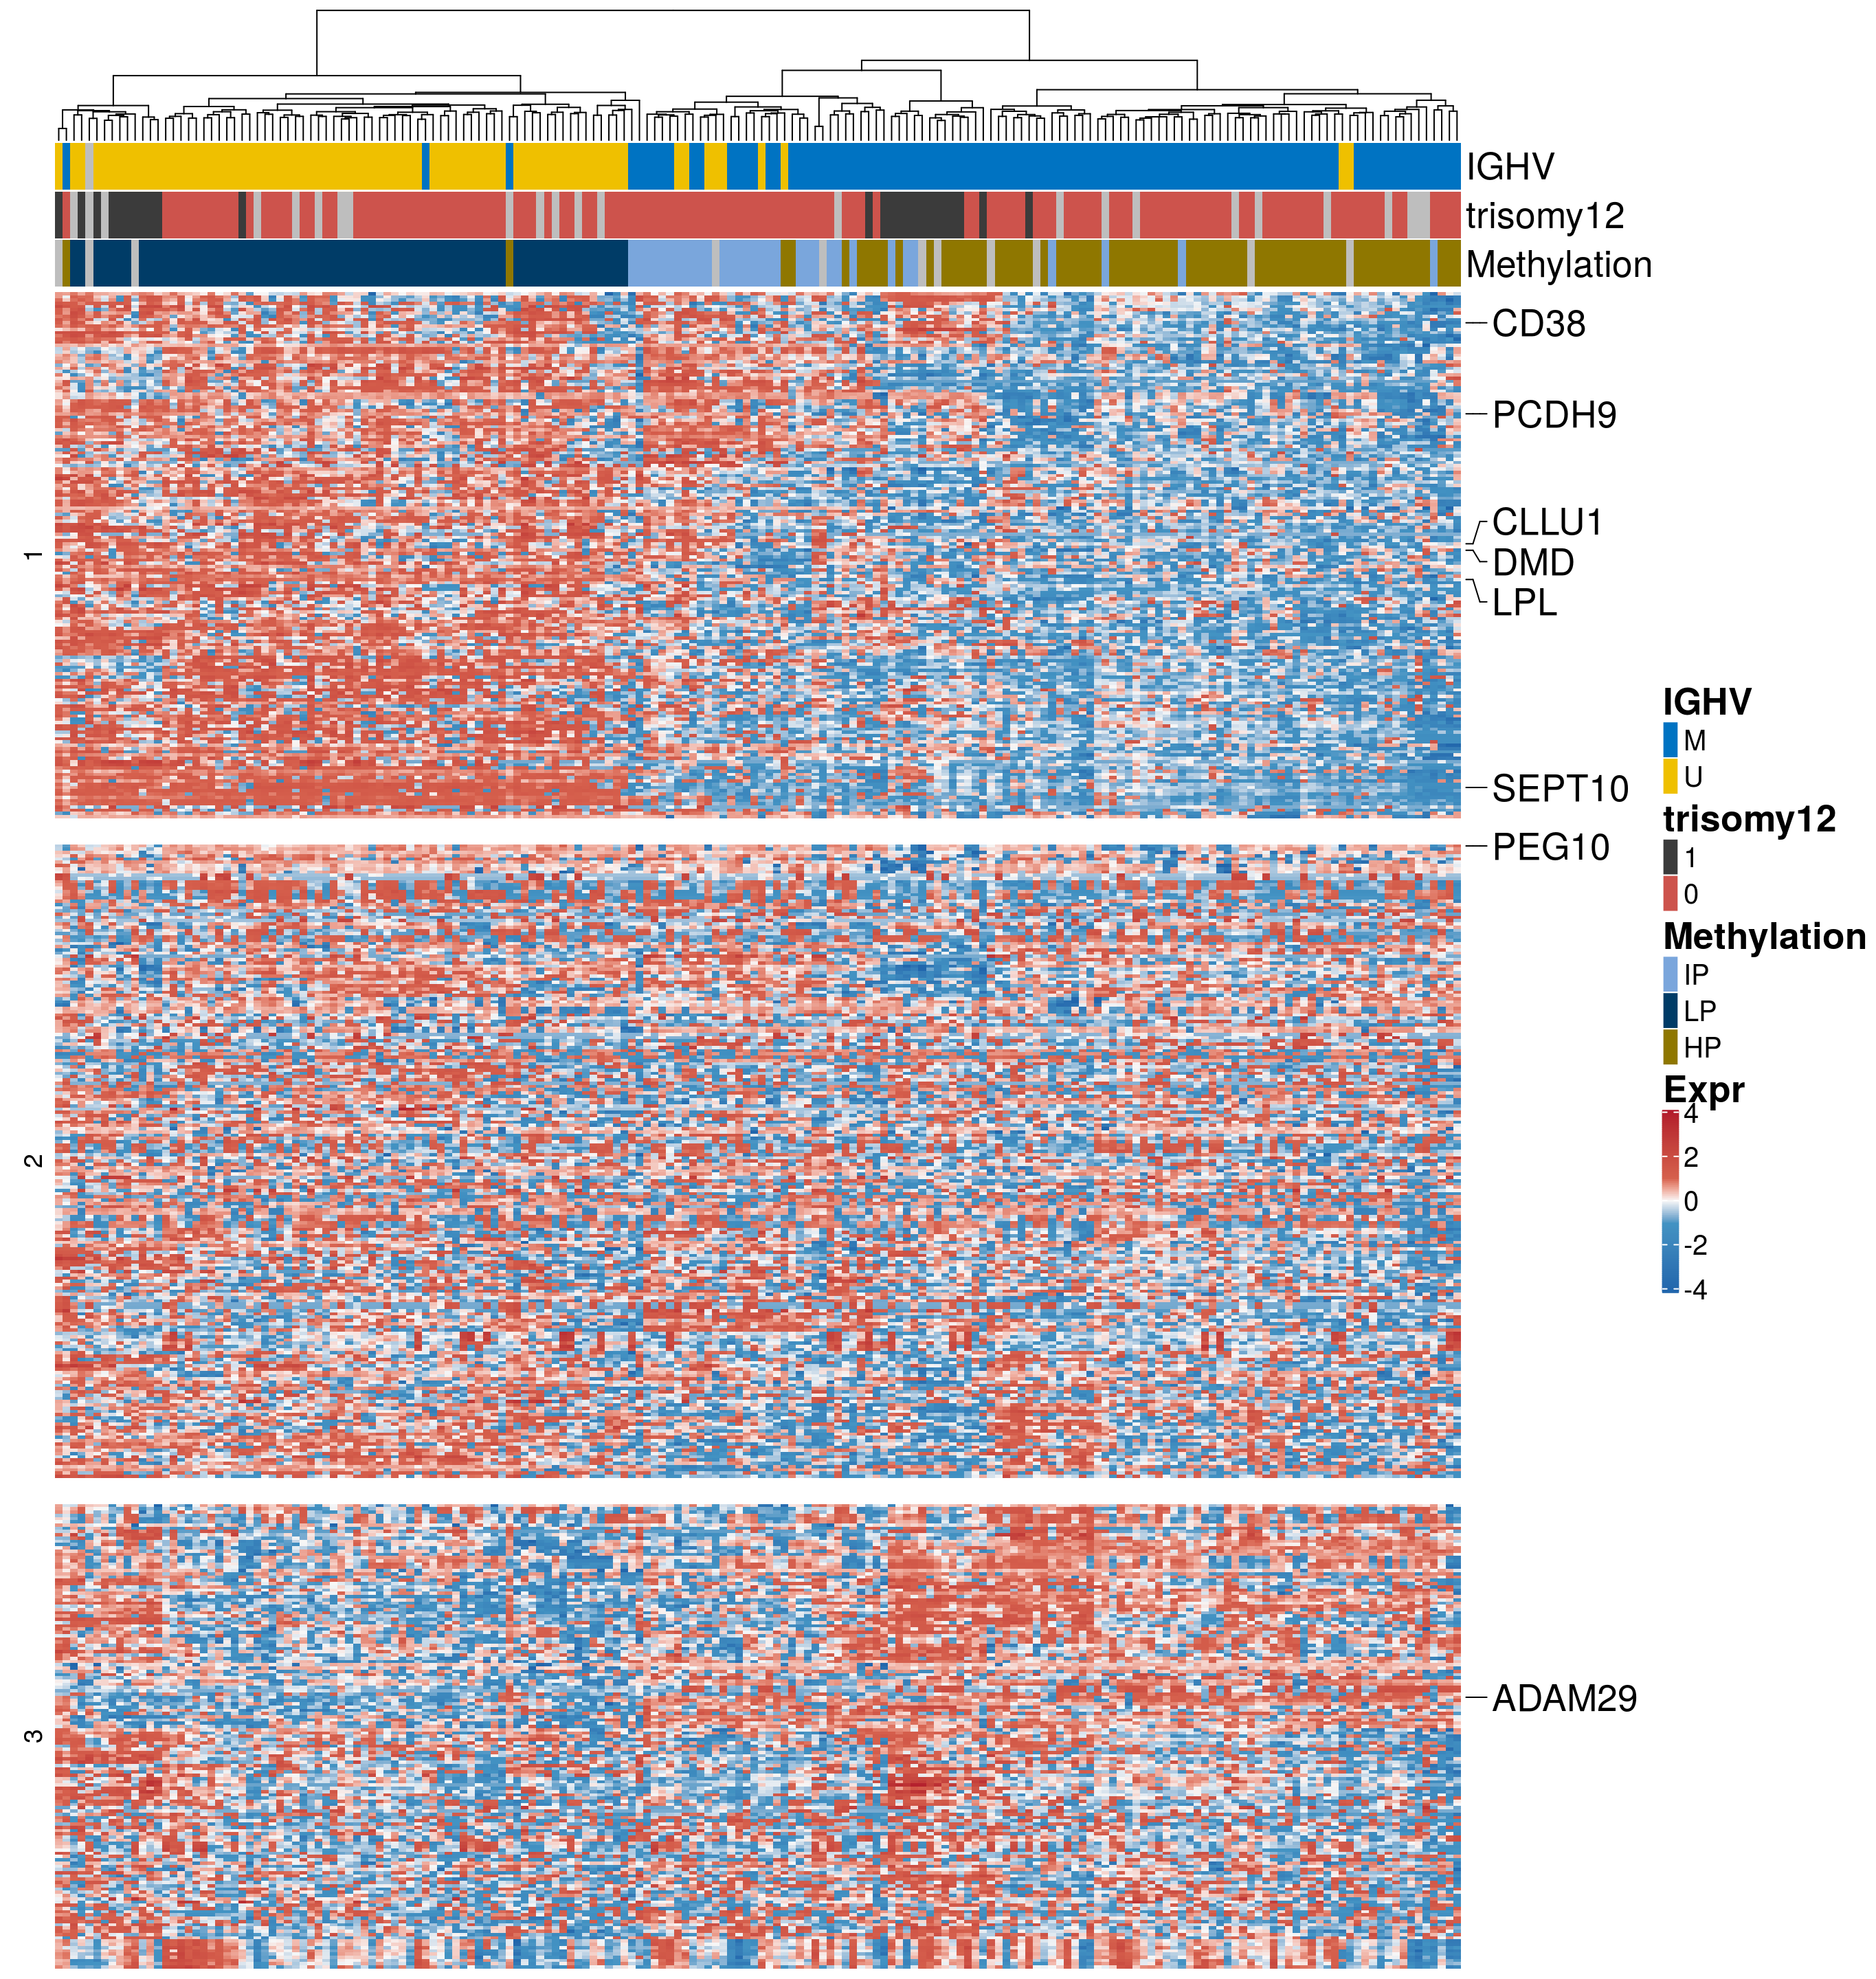 IGHV
trisomy12
Methylation
CD38
PCDH9
CLLU1
1
DMD
LPL
SEPT10
PEG10
2
ADAM29
3
IGHV
M
U
trisomy12
1
0
Methylation
IP
LP
HP
Expr
4
2
0
-2
-4